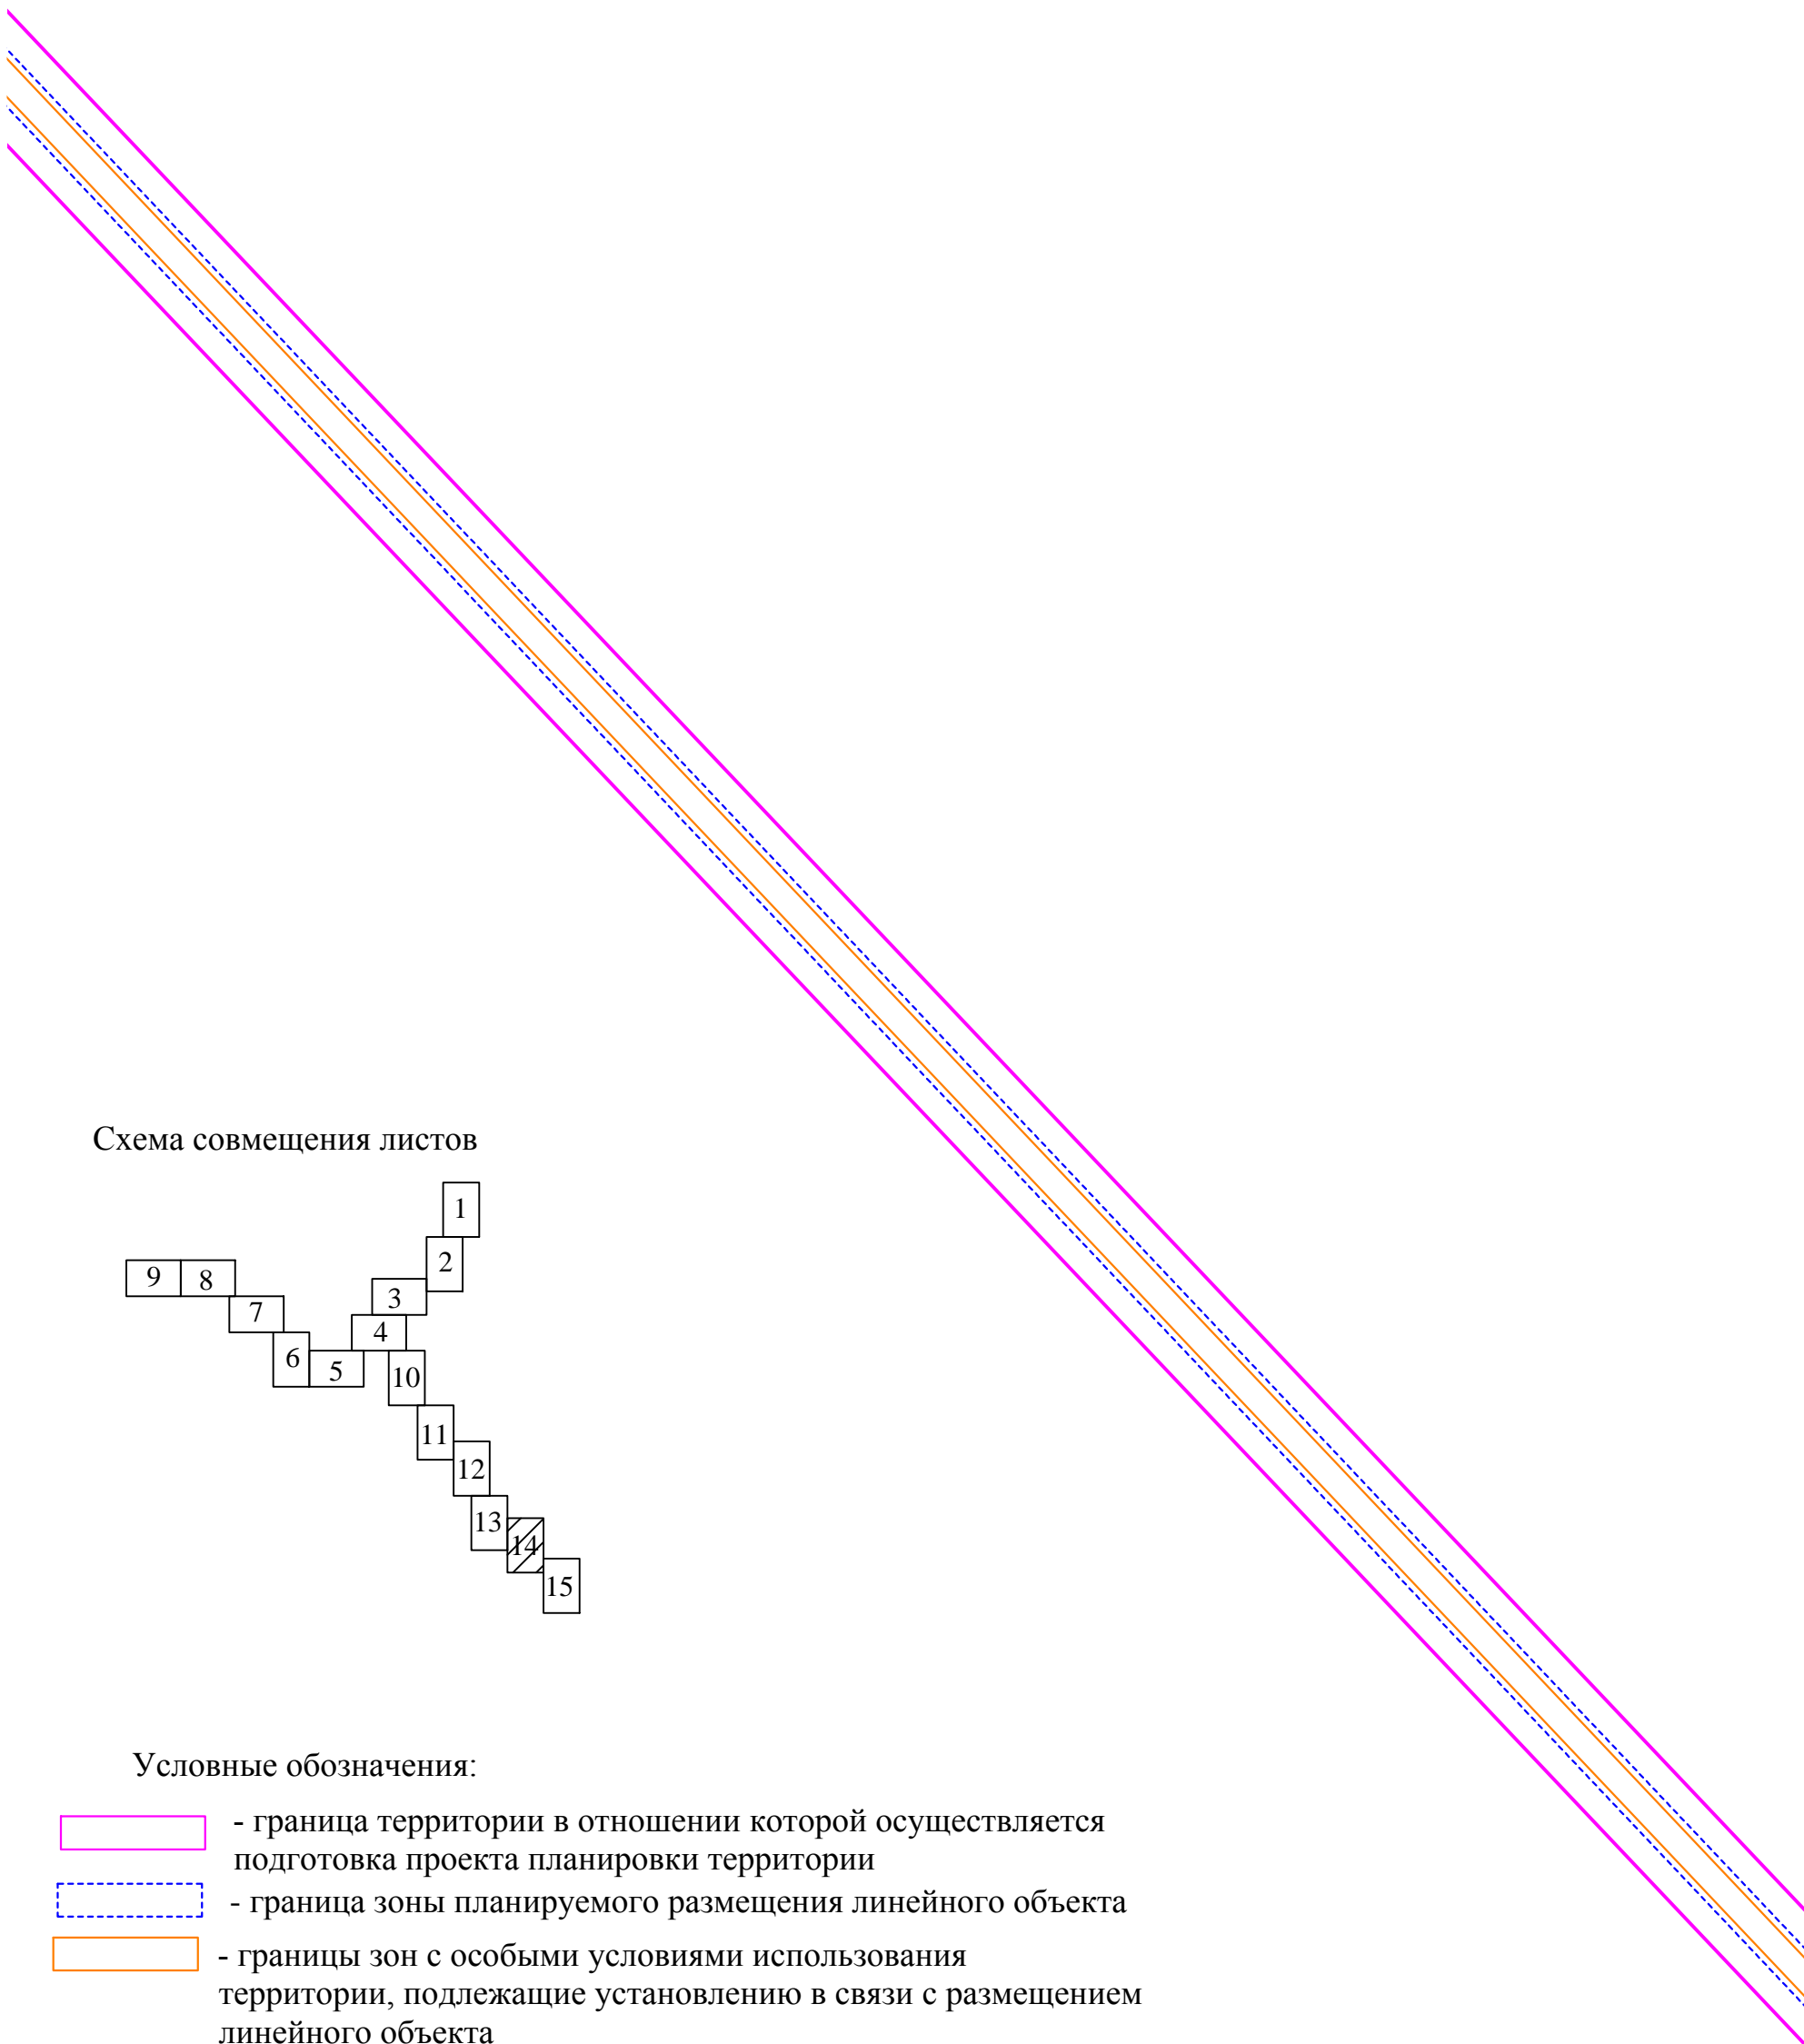 Схема совмещения листов
1
2
9 8
3
7
4
6 5
10
11
12
13
14
15
Условные обозначения:
- граница территории в отношении которой осуществляется
подготовка проекта планировки территории
- граница зоны планируемого размещения линейного объекта
- границы зон с особыми условиями использования
территории, подлежащие установлению в связи с размещением
линейного объекта